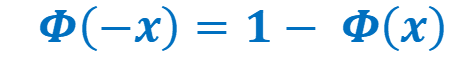 Φ(−x) = 1 − Φ(x)